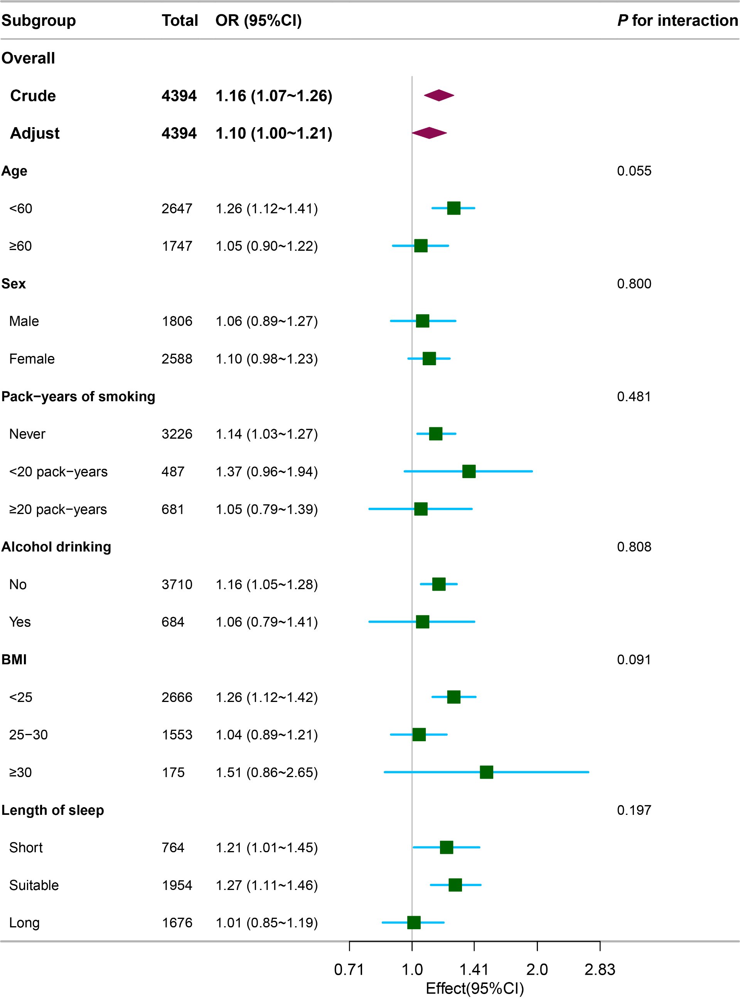 Subgroup Total OR (95%CI) P for interaction
Overall
Crude 4394 1.16 (1.07~1.26)
Adjust 4394 1.10 (1.00~1.21)
Age 0.055
<60 2647 1.26 (1.12~1.41)
≥60 1747 1.05 (0.90~1.22)
Sex 0.800
Male 1806 1.06 (0.89~1.27)
Female 2588 1.10 (0.98~1.23)
Pack−years of smoking 0.481
Never 3226 1.14 (1.03~1.27)
<20 pack−years 487 1.37 (0.96~1.94)
≥20 pack−years 681 1.05 (0.79~1.39)
Alcohol drinking 0.808
No 3710 1.16 (1.05~1.28)
Yes 684 1.06 (0.79~1.41)
BMI 0.091
<25 2666 1.26 (1.12~1.42)
25−30 1553 1.04 (0.89~1.21)
≥30 175 1.51 (0.86~2.65)
Length of sleep 0.197
Short 764 1.21 (1.01~1.45)
Suitable 1954 1.27 (1.11~1.46)
Long 1676 1.01 (0.85~1.19)
0.71 1.0 1.41 2.0 2.83
Effect(95%CI)